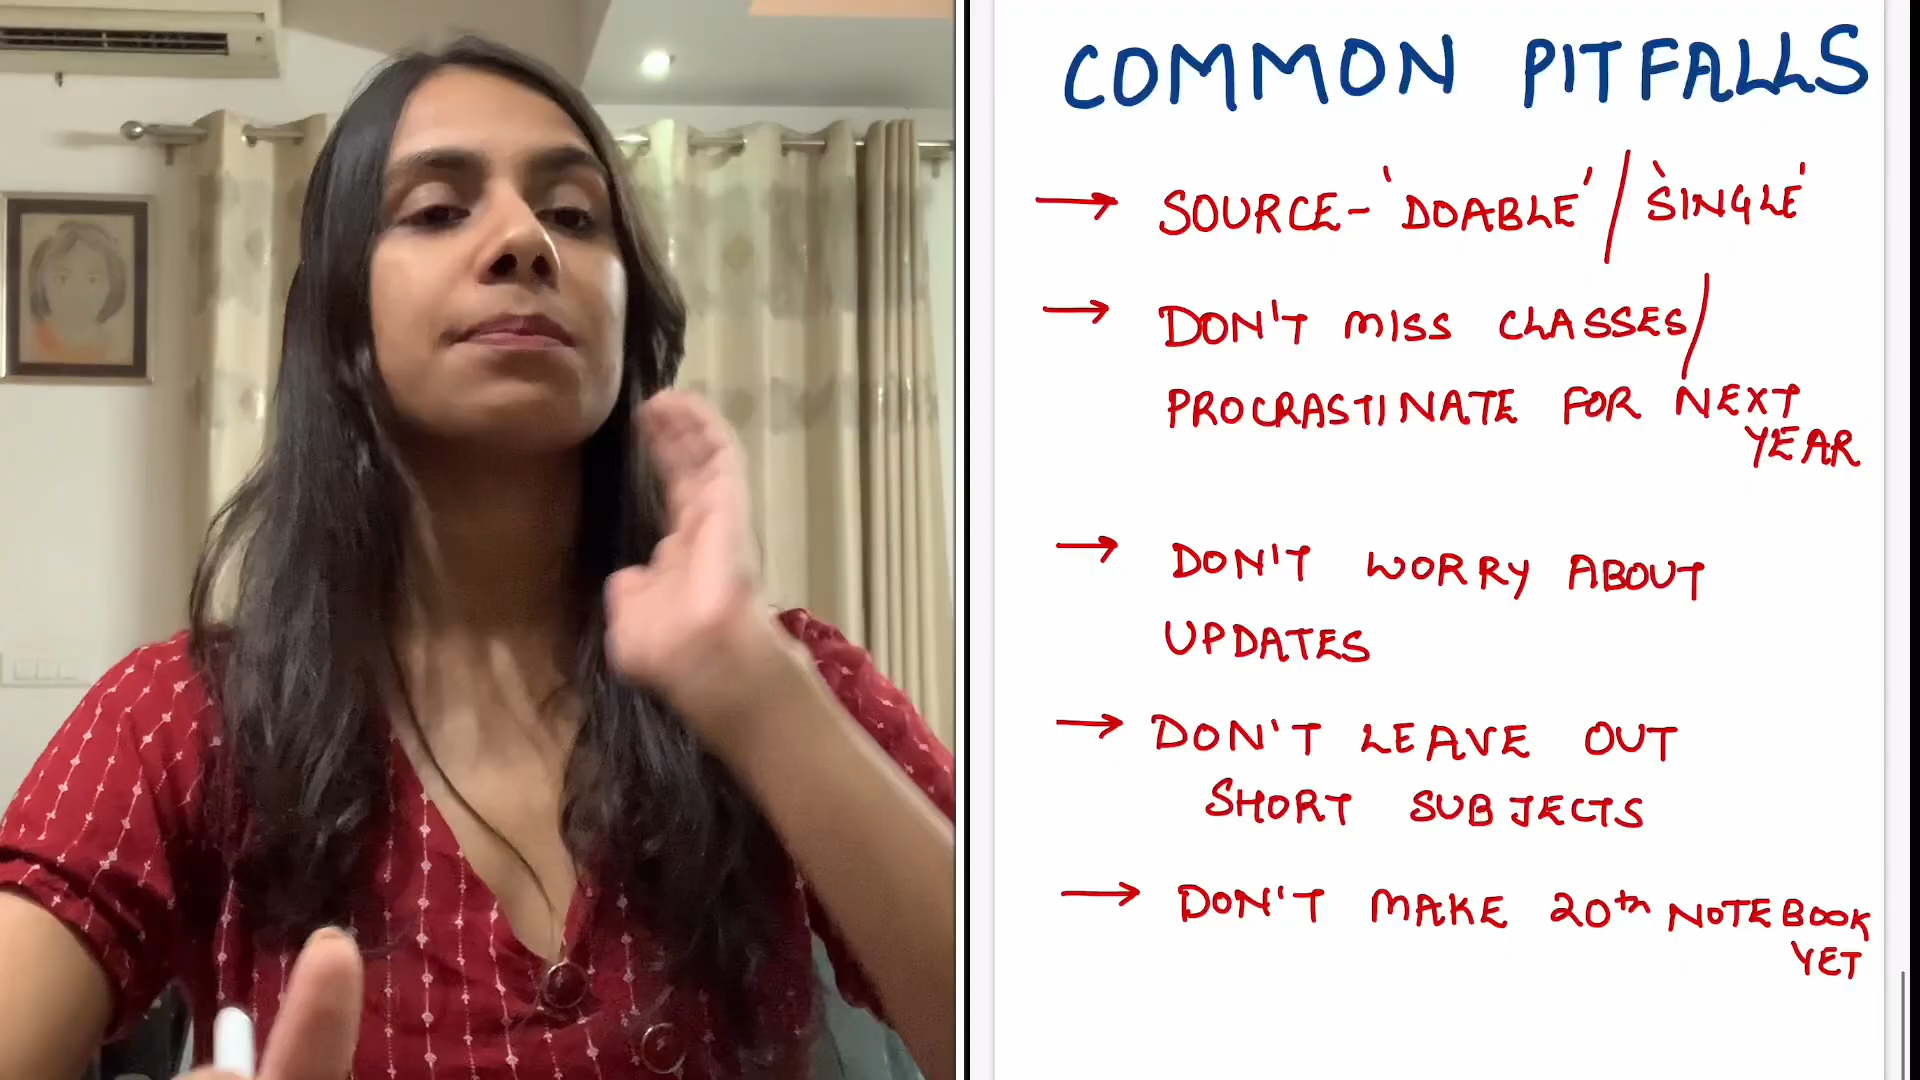 COMMON PITFALLS
→ SOURCE - 'DOABLE' / 'SINGLE'
→ DON'T MISS CLASSES /
PROCRASTINATE FOR NEXT
YEAR
→ DON'T WORRY ABOUT
UPDATES
→ DON'T LEAVE OUT
SHORT SUBJECTS
→ DON'T MAKE 20th NOTEBOOK
YET